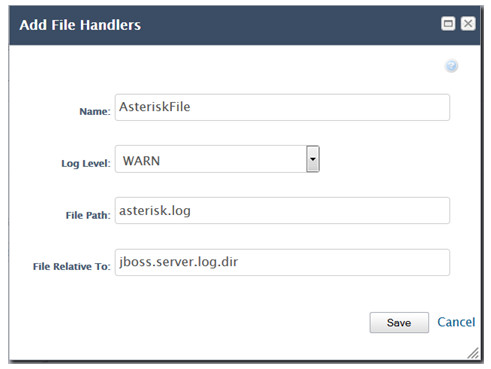 Add File Handlers
Name: AsteriskFile
Log Level: WARN
File Path: asterisk.log
File Relative To: jboss.server.log.dir
Save Cancel